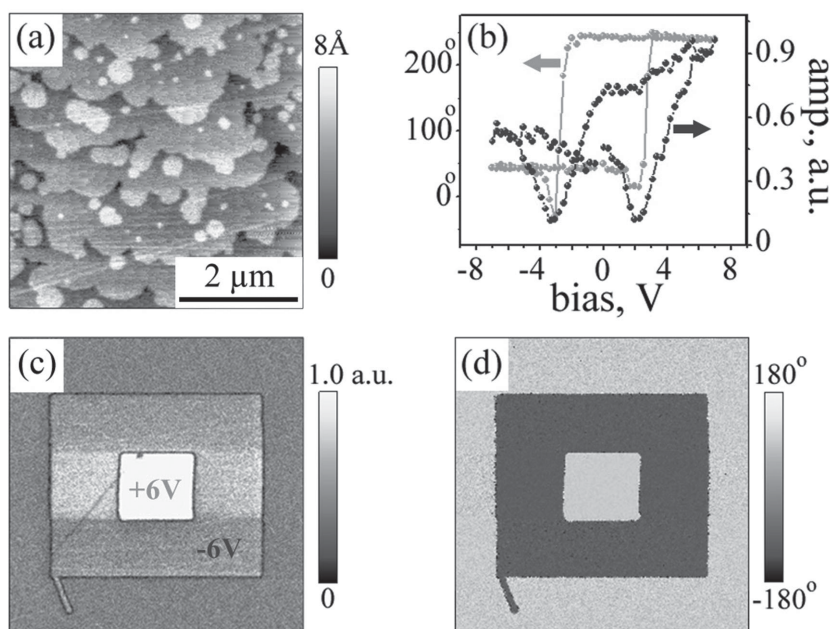 (a)
8Å
0
2 µm
(b)
200°
100°
0°
0.9
0.6
0.3
0
amp., a.u.
-8 -4 0 4 8
bias, V
(c)
1.0 a.u.
0
+6V
-6V
(d)
180°
-180°